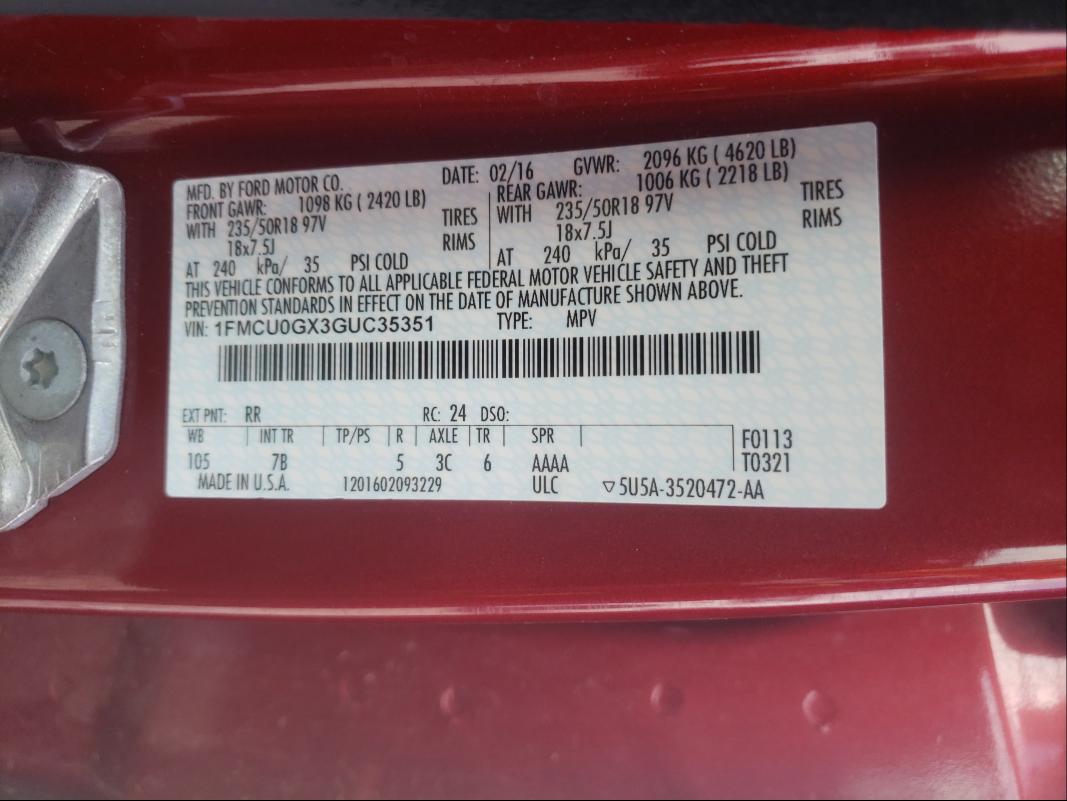 MFD. BY FORD MOTOR CO. DATE: 02/16 GVWR: 2096 KG ( 4620 LB)
FRONT GAWR: 1098 KG ( 2420 LB) REAR GAWR: 1006 KG ( 2218 LB)
WITH 235/50R18 97V TIRES WITH 235/50R18 97V TIRES
18x7.5J RIMS 18x7.5J RIMS
AT 240 kPa/ 35 PSI COLD AT 240 kPa/ 35 PSI COLD
THIS VEHICLE CONFORMS TO ALL APPLICABLE FEDERAL MOTOR VEHICLE SAFETY AND THEFT
PREVENTION STANDARDS IN EFFECT ON THE DATE OF MANUFACTURE SHOWN ABOVE.
VIN: 1FMCU0GX3GUC35351 TYPE: MPV
EXT PNT: RR RC: 24 DSO:
WB INT TR TP/PS R AXLE TR SPR F0113
105 7B 5 3C 6 AAAA T0321
MADE IN U.S.A. 1201602093229 ULC ▽5U5A-3520472-AA